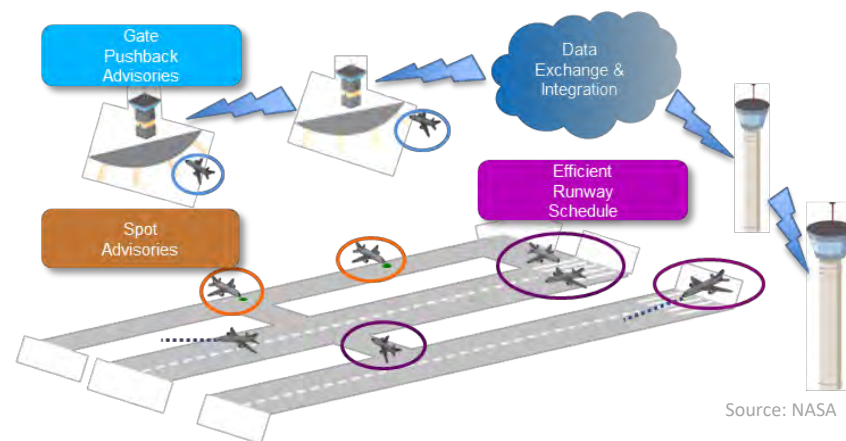 Gate
Pushback
Advisories
Data
Exchange &
Integration
Efficient
Runway
Schedule
Spot
Advisories
Source: NASA